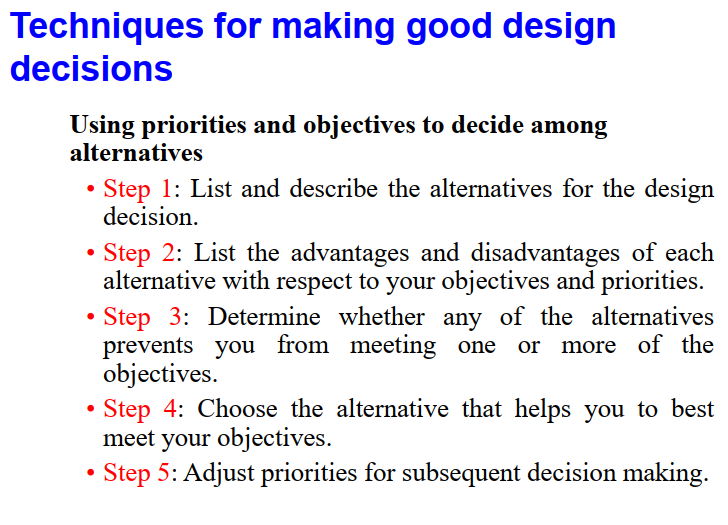 Techniques for making good design
decisions
Using priorities and objectives to decide among
alternatives
• Step 1: List and describe the alternatives for the design
decision.
• Step 2: List the advantages and disadvantages of each
alternative with respect to your objectives and priorities.
• Step 3: Determine whether any of the alternatives
prevents you from meeting one or more of the
objectives.
• Step 4: Choose the alternative that helps you to best
meet your objectives.
• Step 5: Adjust priorities for subsequent decision making.